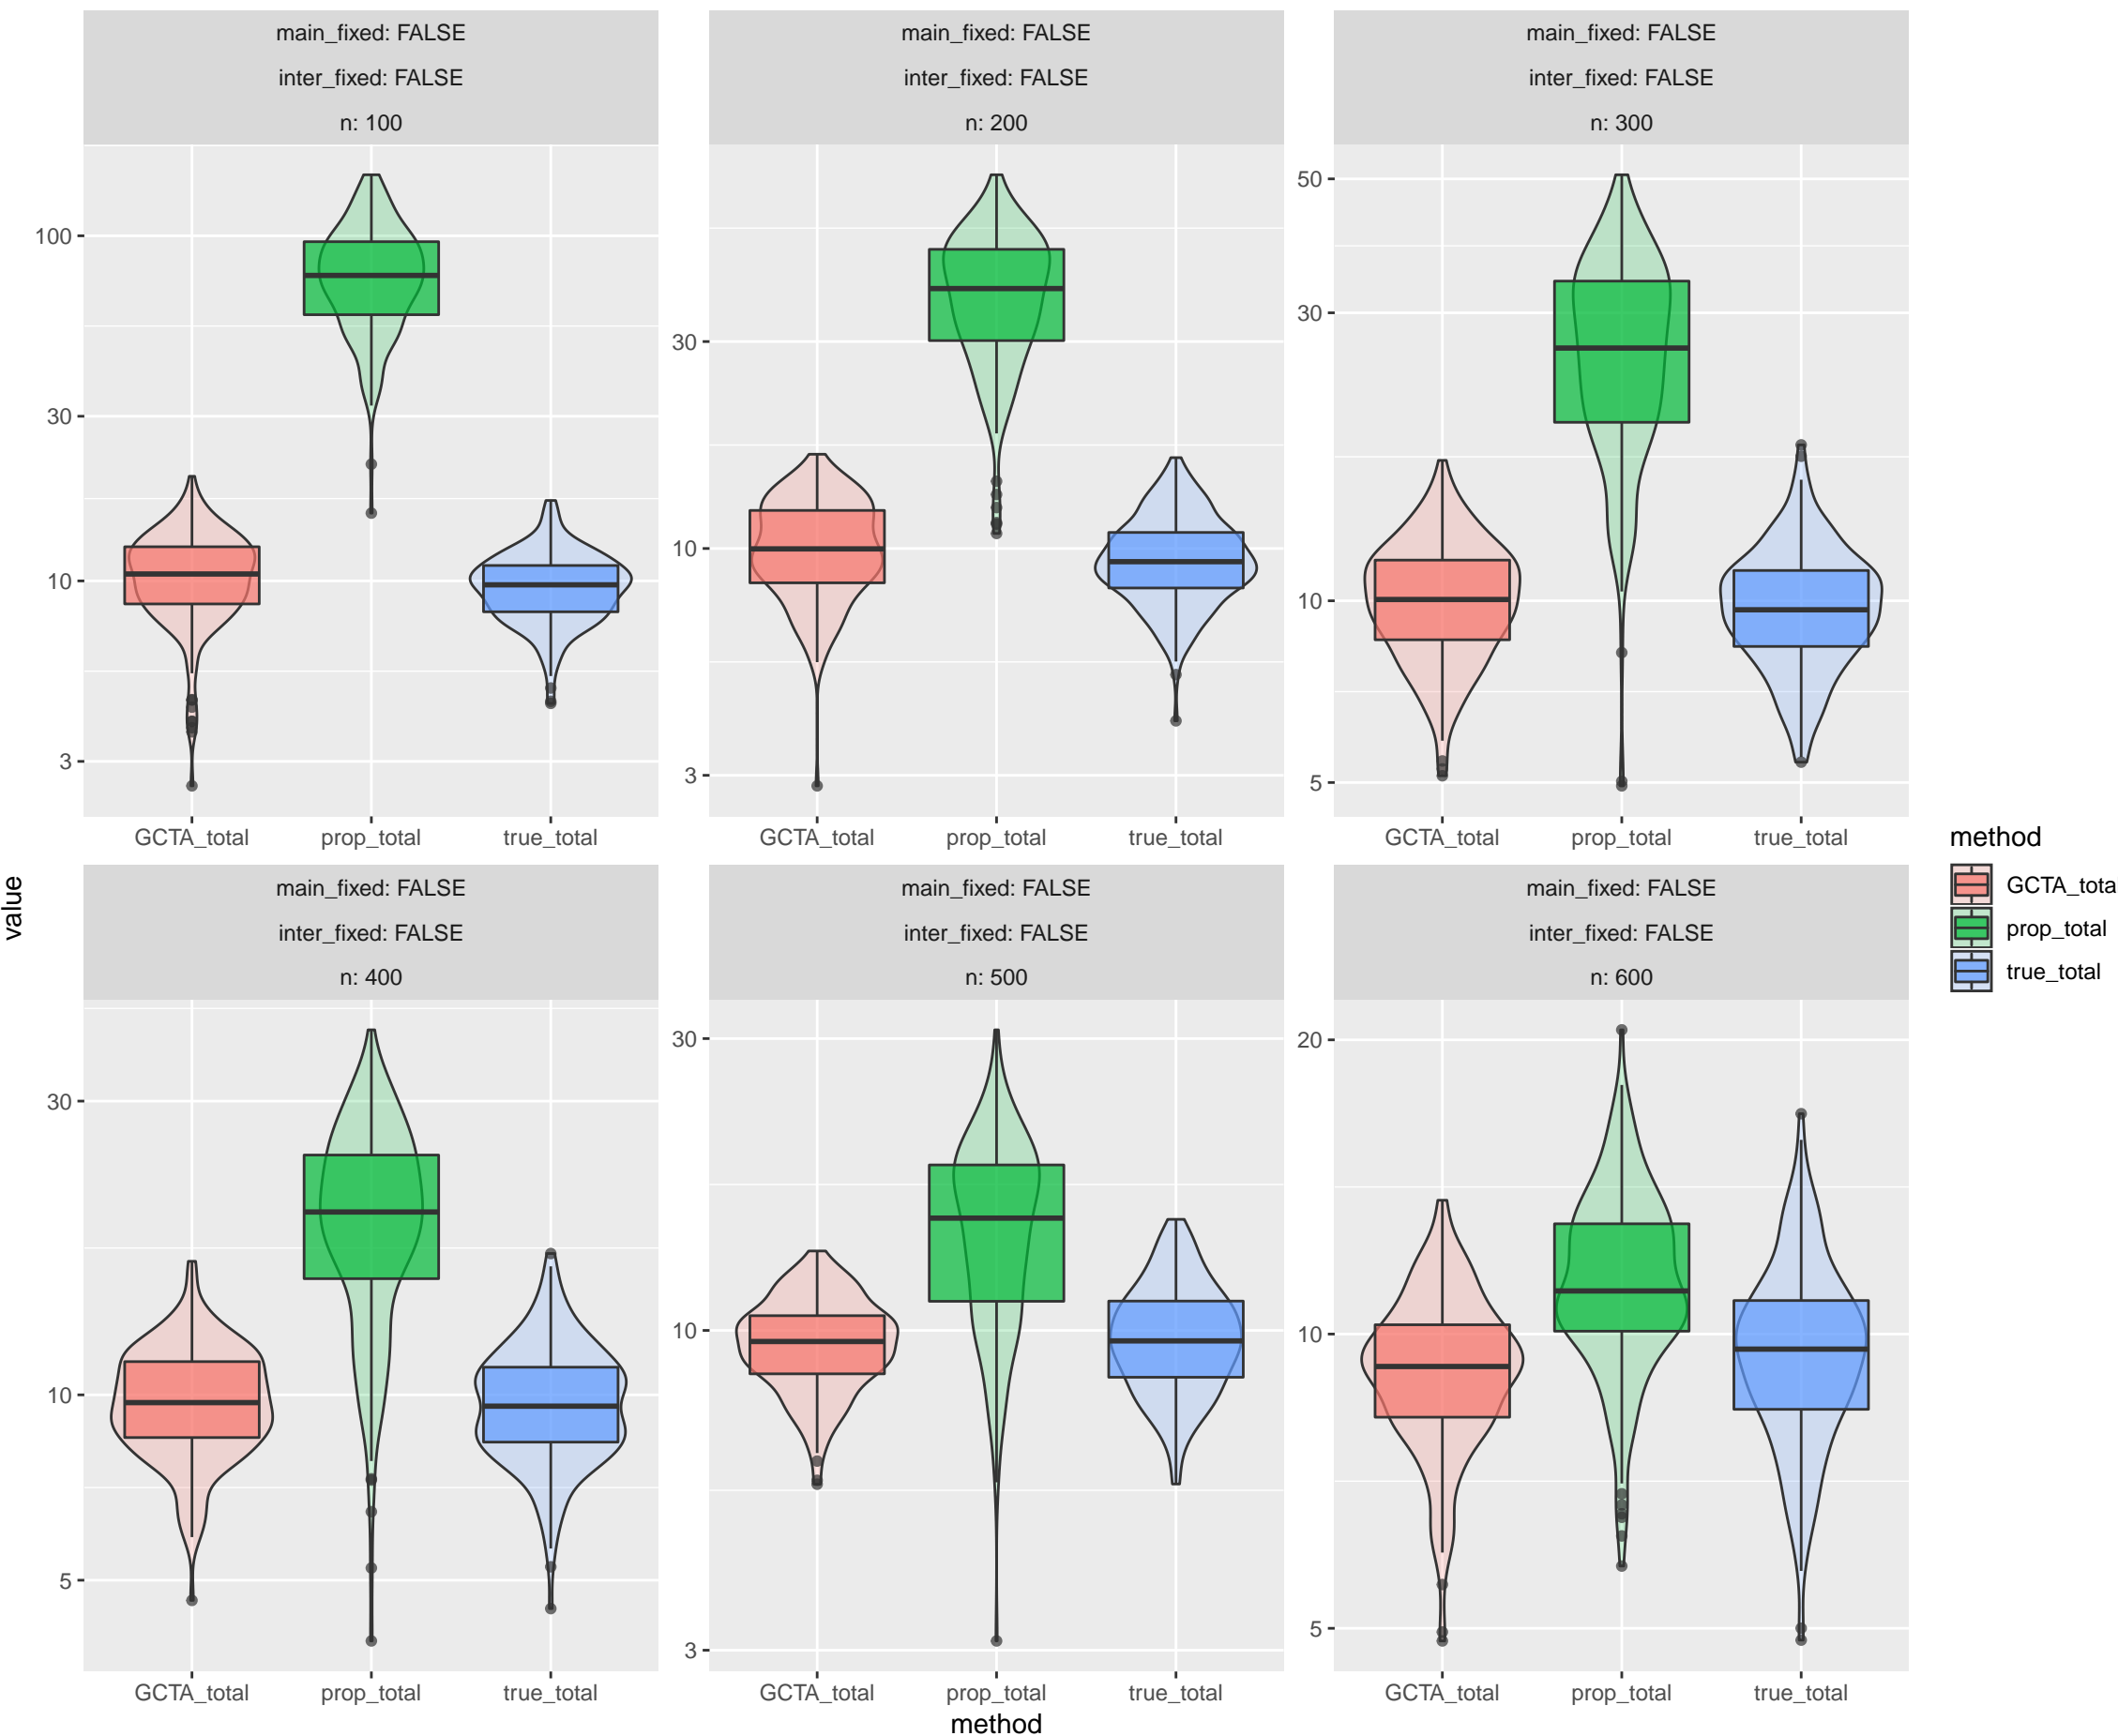 main_fixed: FALSE
inter_fixed: FALSE
n: 100
main_fixed: FALSE
inter_fixed: FALSE
n: 200
main_fixed: FALSE
inter_fixed: FALSE
n: 300
100
30
10
3
30
10
3
50
30
10
5
GCTA_total prop_total true_total
GCTA_total prop_total true_total
GCTA_total prop_total true_total
main_fixed: FALSE
inter_fixed: FALSE
n: 400
main_fixed: FALSE
inter_fixed: FALSE
n: 500
main_fixed: FALSE
inter_fixed: FALSE
n: 600
30
10
5
30
10
3
20
10
5
GCTA_total prop_total true_total
GCTA_total prop_total true_total
GCTA_total prop_total true_total
value
method
method
GCTA_tota
prop_total
true_total